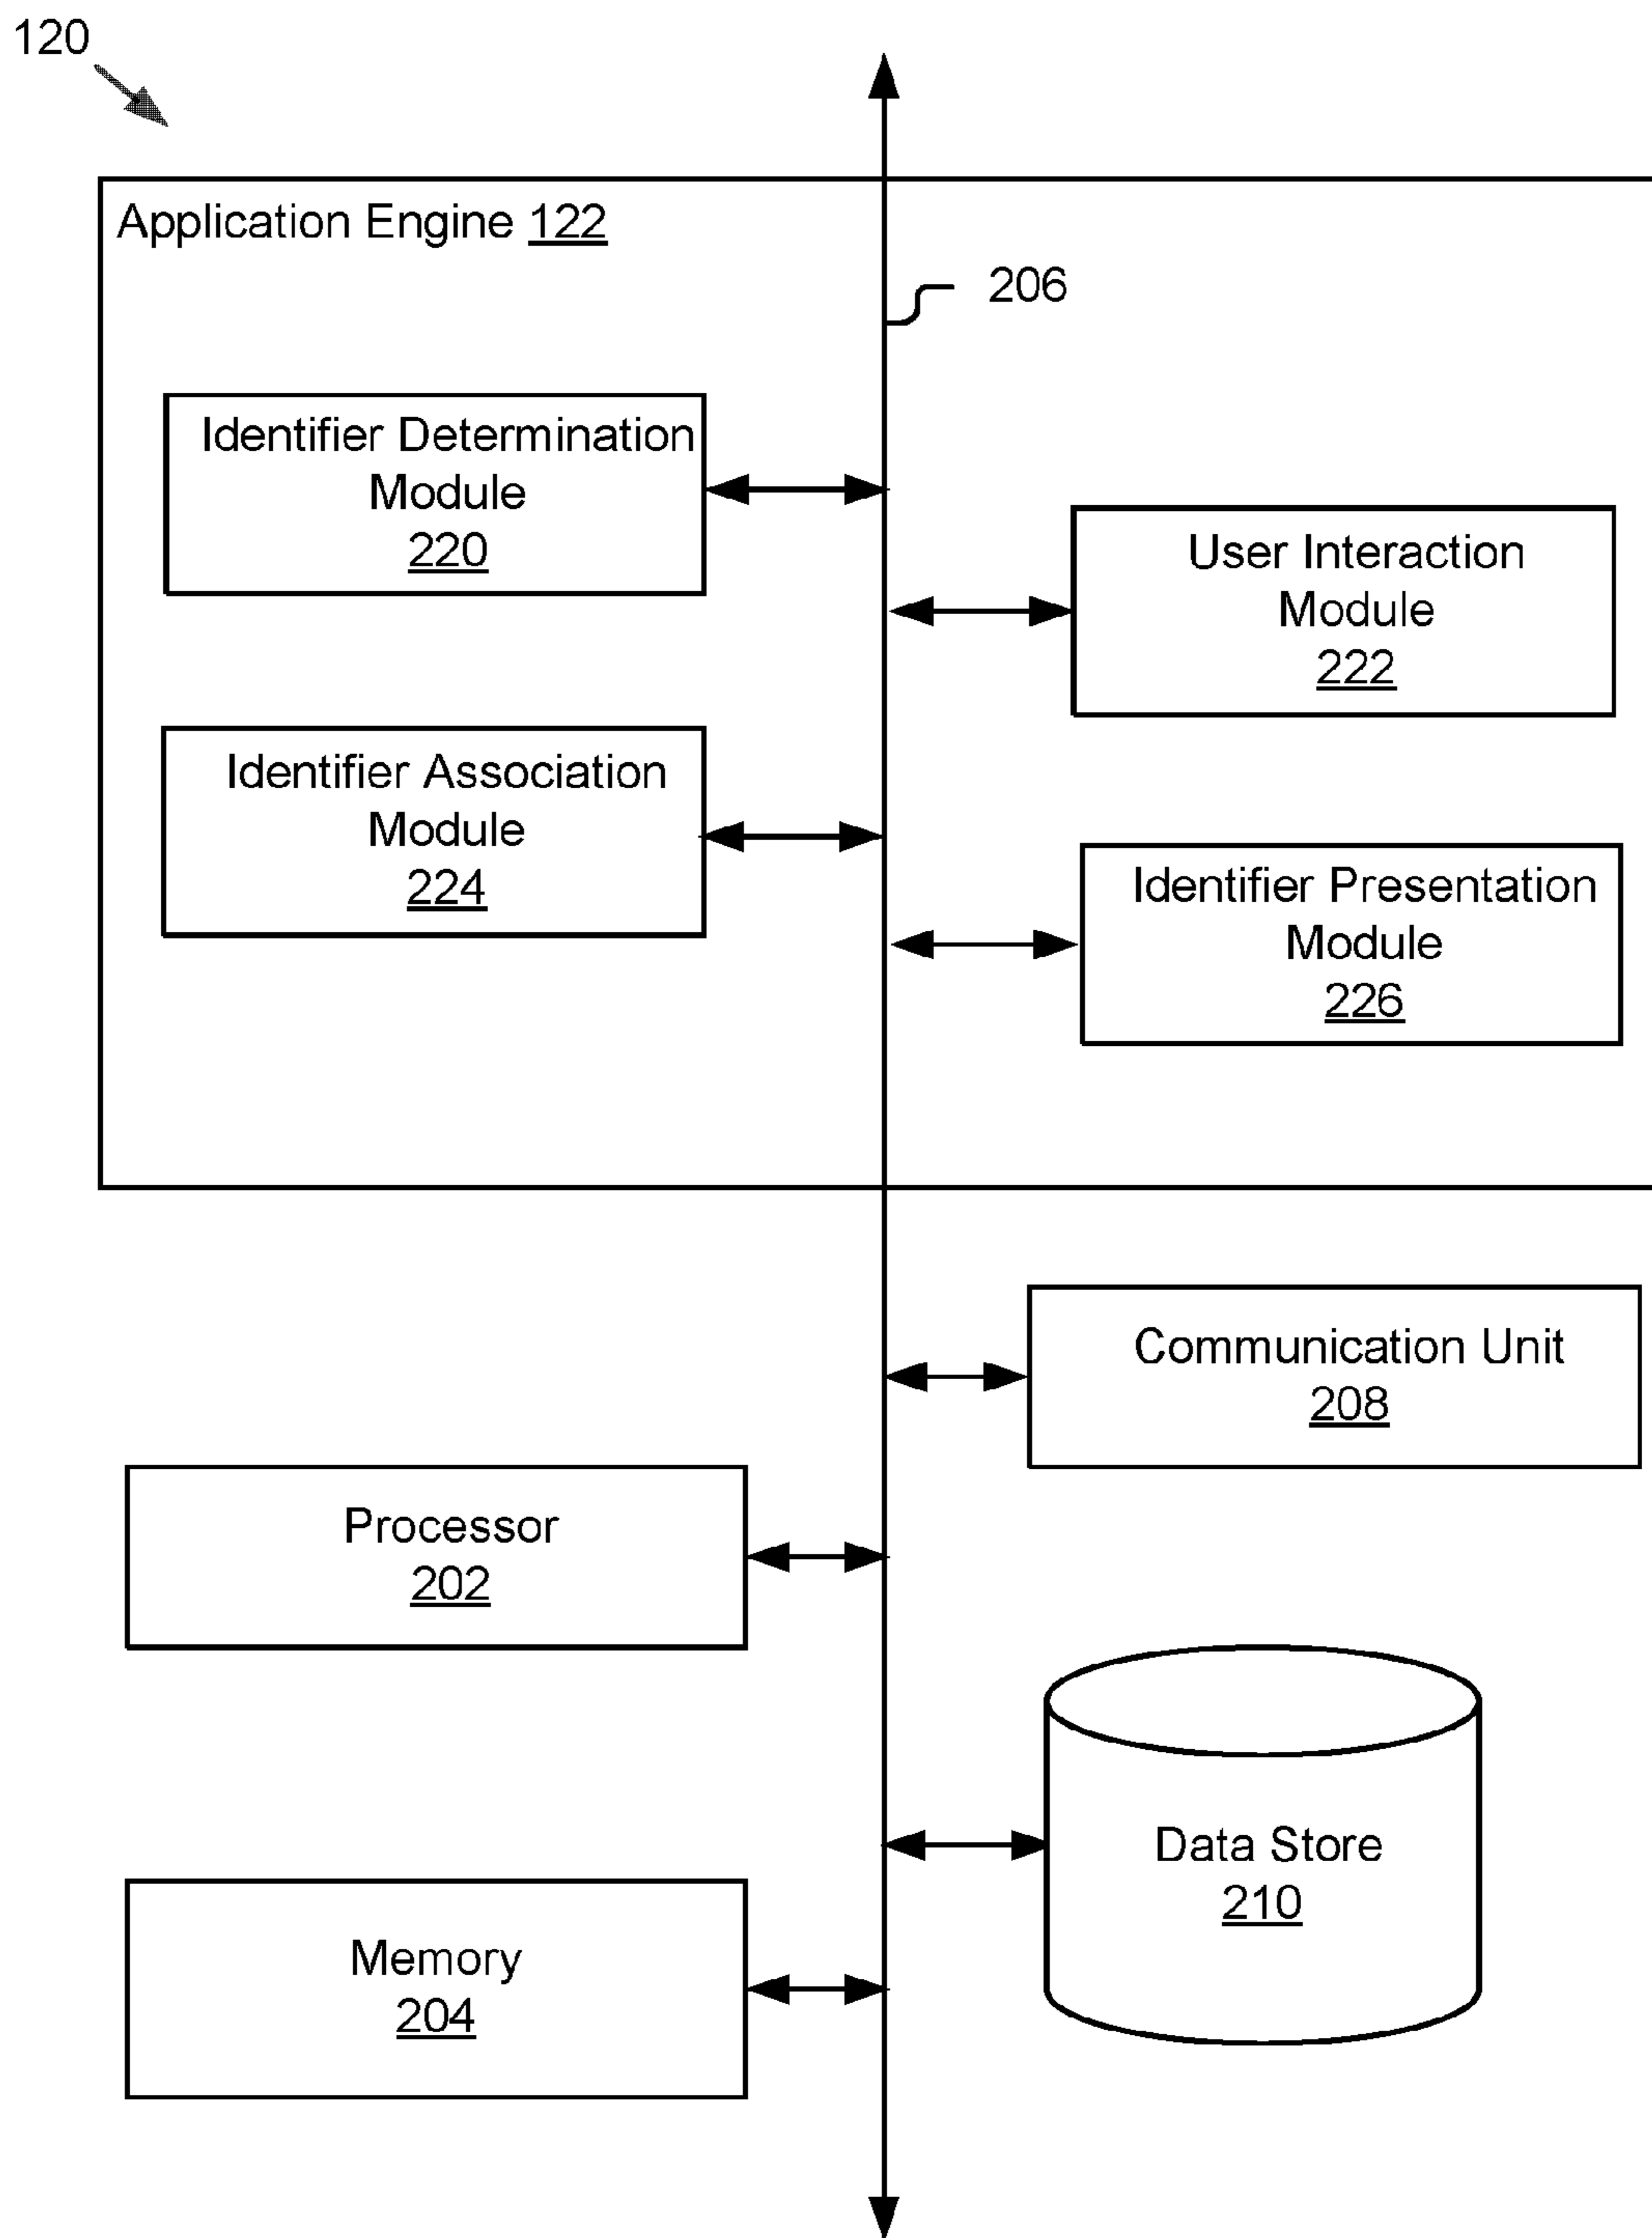 120
Application Engine 122
206
Identifier Determination
Module
220
User Interaction
Module
222
Identifier Association
Module
224
Identifier Presentation
Module
226
Communication Unit
208
Processor
202
Data Store
210
Memory
204